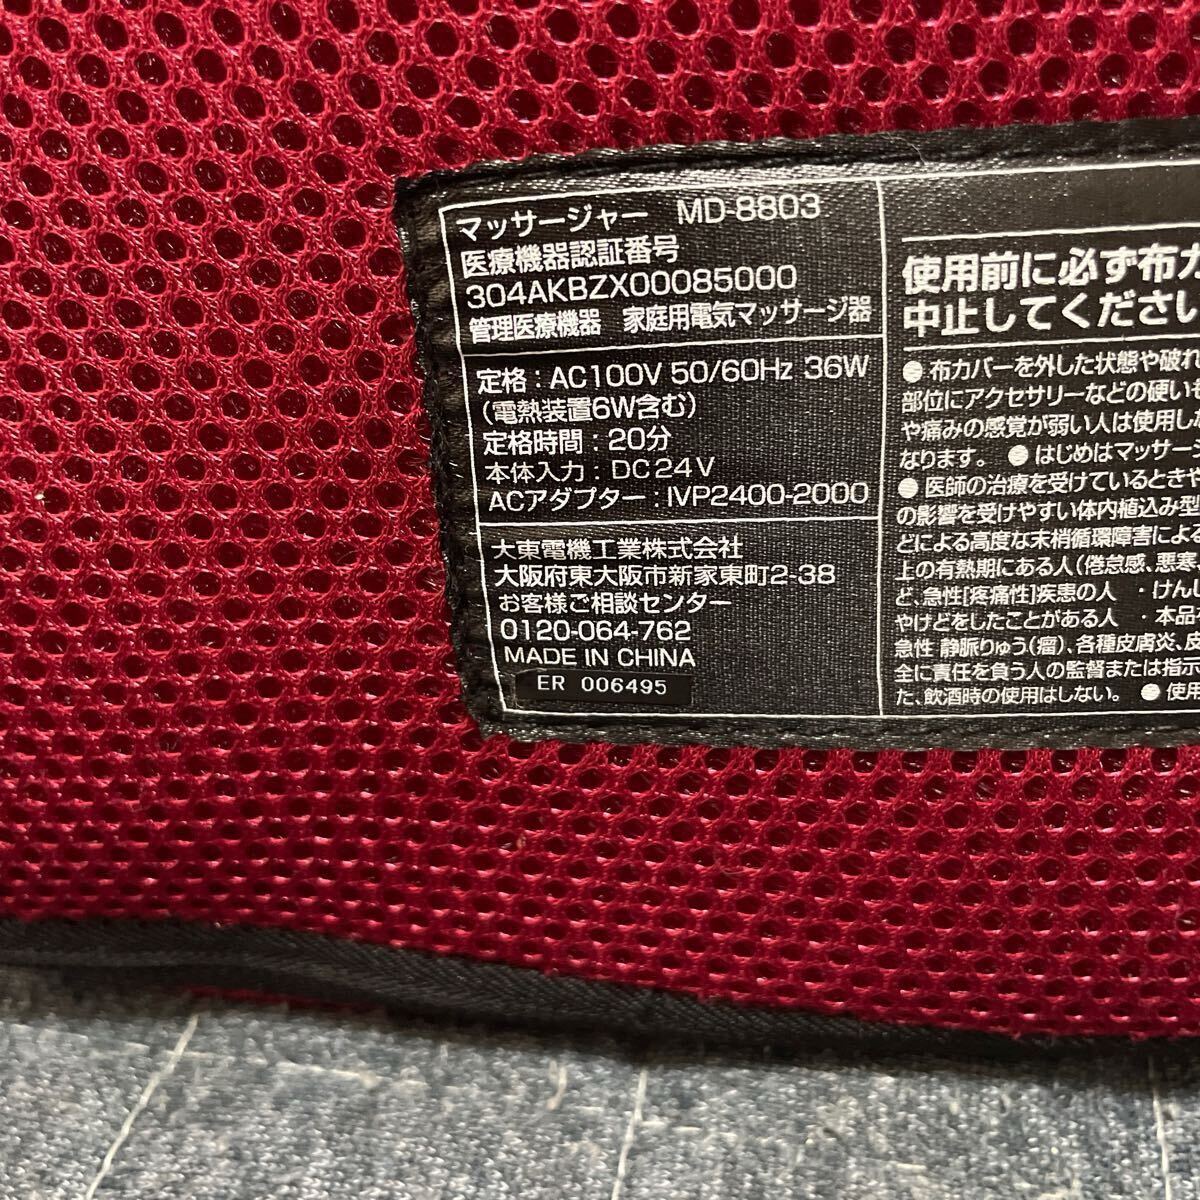 マッサージャー MD-8803
医療機器認証番号
304AKBZX00085000
管理医療機器 家庭用電気マッサージ器
定格：AC100V 50/60Hz 36W
(電熱装置6W含む)
定格時間：20分
本体入力：DC24V
ACアダプター：IVP2400-2000
大東電機工業株式会社
大阪府東大阪市新家東町2-38
お客様ご相談センター
0120-064-762
MADE IN CHINA
ER 006495
使用前に必ず布カ
中止してください
●布カバーを外した状態や破れ
部位にアクセサリーなどの硬いも
や痛みの感覚が弱い人は使用し
なります。 ●はじめはマッサージ
●医師の治療を受けているときや
の影響を受けやすい体内植込み型
どによる高度な末梢循環障害によ
上の有熱期にある人(倦怠感、悪寒、
ど、急性[疼痛性]疾患の人 ・けん
やけどをしたことがある人 ・本品
急性 静脈りゅう(瘤)、各種皮膚炎、
全に責任を負う人の監督または指示
た、飲酒時の使用はしない。 ●使用